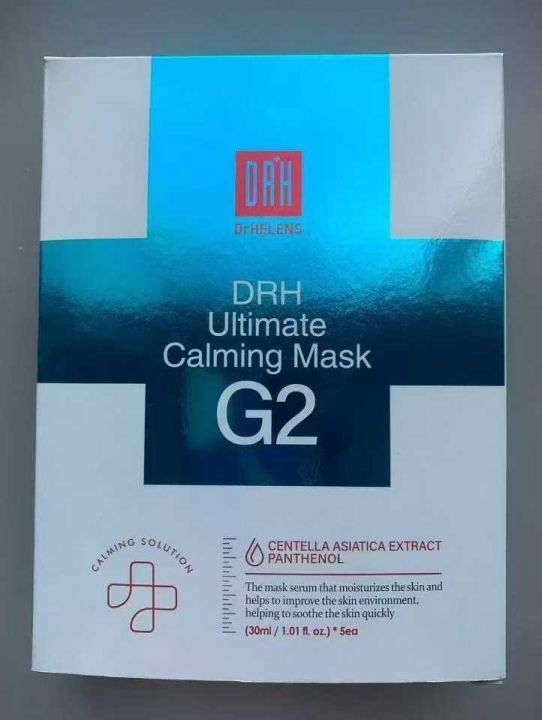 DR+H
DrHELENS
DRH
Ultimate
Calming Mask
G2
CALMING SOLUTION
CENTELLA ASIATICA EXTRACT
PANTHENOL
The mask serum that moisturizes the skin and
helps to improve the skin environment,
helping to soothe the skin quickly
(30ml / 1.01 fl. oz.) * 5ea